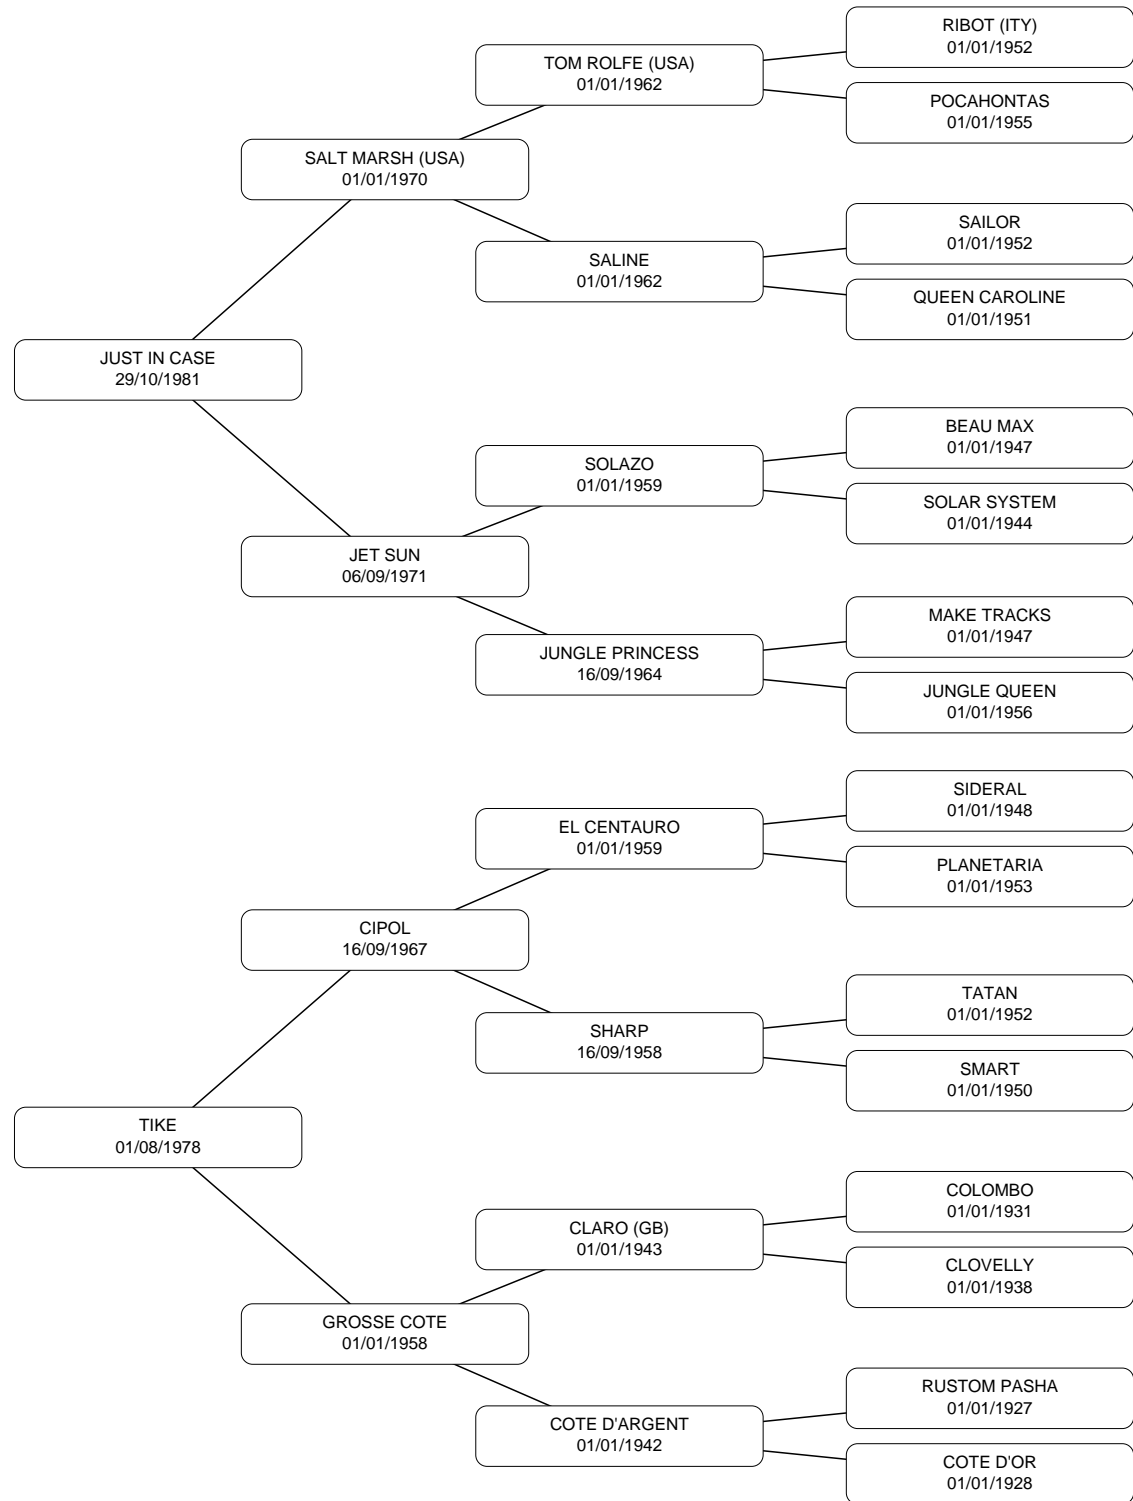 RIBOT (ITY)
01/01/1952
TOM ROLFE (USA)
01/01/1962
POCAHONTAS
01/01/1955
SALT MARSH (USA)
01/01/1970
SAILOR
01/01/1952
SALINE
01/01/1962
QUEEN CAROLINE
01/01/1951
JUST IN CASE
29/10/1981
BEAU MAX
01/01/1947
SOLAZO
01/01/1959
SOLAR SYSTEM
01/01/1944
JET SUN
06/09/1971
MAKE TRACKS
01/01/1947
JUNGLE PRINCESS
16/09/1964
JUNGLE QUEEN
01/01/1956
SIDERAL
01/01/1948
EL CENTAURO
01/01/1959
PLANETARIA
01/01/1953
CIPOL
16/09/1967
TATAN
01/01/1952
SHARP
16/09/1958
SMART
01/01/1950
TIKE
01/08/1978
COLOMBO
01/01/1931
CLARO (GB)
01/01/1943
CLOVELLY
01/01/1938
GROSSE COTE
01/01/1958
RUSTOM PASHA
01/01/1927
COTE D'ARGENT
01/01/1942
COTE D'OR
01/01/1928